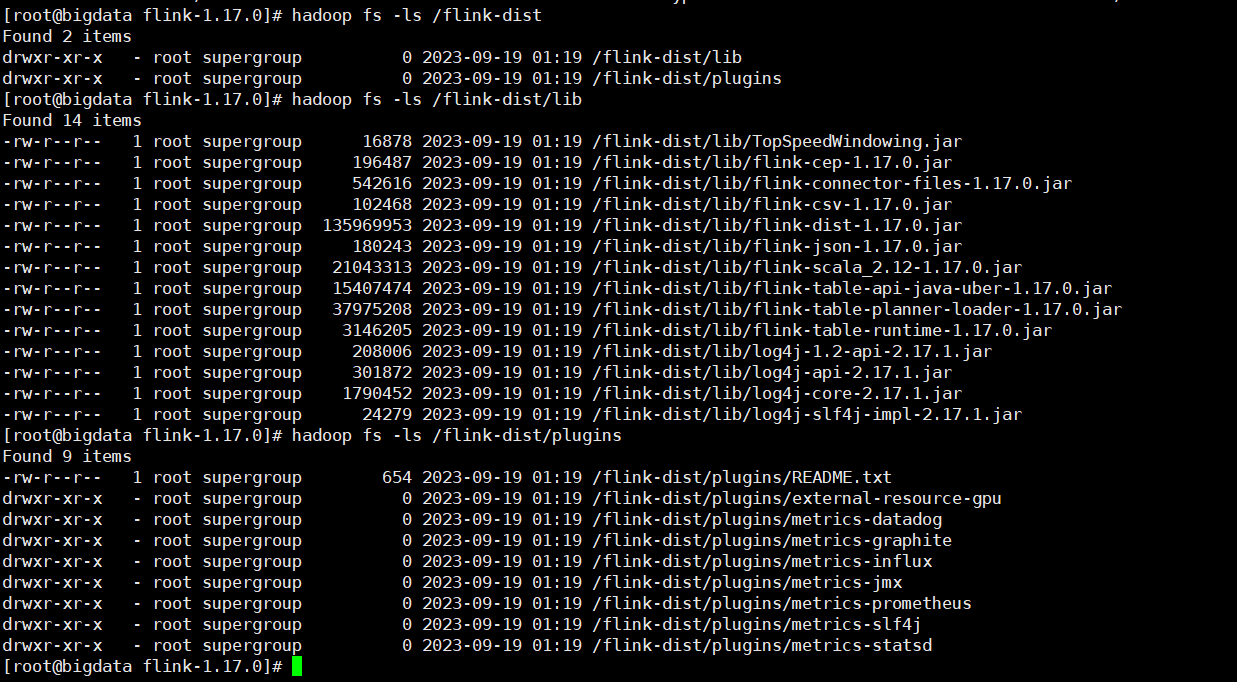 [root@bigdata flink-1.17.0]# hadoop fs -ls /flink-dist
Found 2 items
drwxr-xr-x   - root supergroup          0 2023-09-19 01:19 /flink-dist/lib
drwxr-xr-x   - root supergroup          0 2023-09-19 01:19 /flink-dist/plugins
[root@bigdata flink-1.17.0]# hadoop fs -ls /flink-dist/lib
Found 14 items
-rw-r--r--   1 root supergroup      16878 2023-09-19 01:19 /flink-dist/lib/TopSpeedWindowing.jar
-rw-r--r--   1 root supergroup     196487 2023-09-19 01:19 /flink-dist/lib/flink-cep-1.17.0.jar
-rw-r--r--   1 root supergroup     542616 2023-09-19 01:19 /flink-dist/lib/flink-connector-files-1.17.0.jar
-rw-r--r--   1 root supergroup     102468 2023-09-19 01:19 /flink-dist/lib/flink-csv-1.17.0.jar
-rw-r--r--   1 root supergroup  135969953 2023-09-19 01:19 /flink-dist/lib/flink-dist-1.17.0.jar
-rw-r--r--   1 root supergroup     180243 2023-09-19 01:19 /flink-dist/lib/flink-json-1.17.0.jar
-rw-r--r--   1 root supergroup   21043313 2023-09-19 01:19 /flink-dist/lib/flink-scala_2.12-1.17.0.jar
-rw-r--r--   1 root supergroup   15407474 2023-09-19 01:19 /flink-dist/lib/flink-table-api-java-uber-1.17.0.jar
-rw-r--r--   1 root supergroup   37975208 2023-09-19 01:19 /flink-dist/lib/flink-table-planner-loader-1.17.0.jar
-rw-r--r--   1 root supergroup    3146205 2023-09-19 01:19 /flink-dist/lib/flink-table-runtime-1.17.0.jar
-rw-r--r--   1 root supergroup     208006 2023-09-19 01:19 /flink-dist/lib/log4j-1.2-api-2.17.1.jar
-rw-r--r--   1 root supergroup     301872 2023-09-19 01:19 /flink-dist/lib/log4j-api-2.17.1.jar
-rw-r--r--   1 root supergroup    1790452 2023-09-19 01:19 /flink-dist/lib/log4j-core-2.17.1.jar
-rw-r--r--   1 root supergroup      24279 2023-09-19 01:19 /flink-dist/lib/log4j-slf4j-impl-2.17.1.jar
[root@bigdata flink-1.17.0]# hadoop fs -ls /flink-dist/plugins
Found 9 items
-rw-r--r--   1 root supergroup        654 2023-09-19 01:19 /flink-dist/plugins/README.txt
drwxr-xr-x   - root supergroup          0 2023-09-19 01:19 /flink-dist/plugins/external-resource-gpu
drwxr-xr-x   - root supergroup          0 2023-09-19 01:19 /flink-dist/plugins/metrics-datadog
drwxr-xr-x   - root supergroup          0 2023-09-19 01:19 /flink-dist/plugins/metrics-graphite
drwxr-xr-x   - root supergroup          0 2023-09-19 01:19 /flink-dist/plugins/metrics-influx
drwxr-xr-x   - root supergroup          0 2023-09-19 01:19 /flink-dist/plugins/metrics-jmx
drwxr-xr-x   - root supergroup          0 2023-09-19 01:19 /flink-dist/plugins/metrics-prometheus
drwxr-xr-x   - root supergroup          0 2023-09-19 01:19 /flink-dist/plugins/metrics-slf4j
drwxr-xr-x   - root supergroup          0 2023-09-19 01:19 /flink-dist/plugins/metrics-statsd
[root@bigdata flink-1.17.0]#